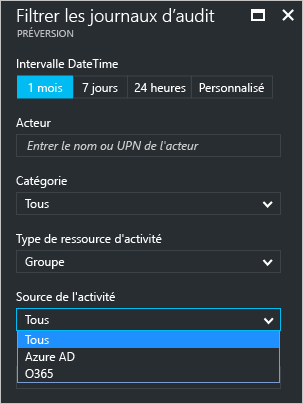 Filtrer les journaux d’audit
PRÉVERSION
Intervalle DateTime
1 mois 7 jours 24 heures Personnalisé
Acteur
Entrer le nom ou UPN de l'acteur
Catégorie
Tous
Type de ressource d'activité
Groupe
Source de l'activité
Tous
Tous
Azure AD
O365